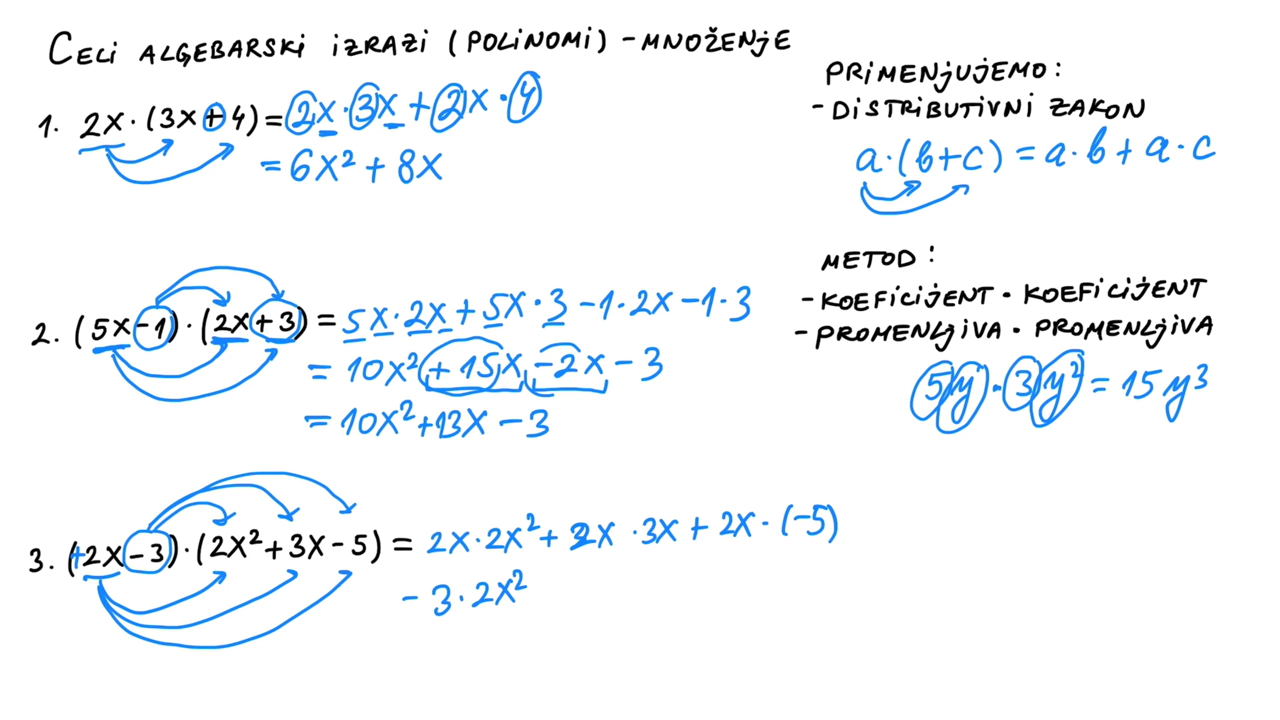 CELI ALGEBARSKI IZRAZI (POLINOMI) - MNOŽENJE
1. 2x · (3x + 4) = 2x · 3x + 2x · 4
= 6x² + 8x
2. (5x - 1) · (2x + 3) = 5x · 2x + 5x · 3 - 1 · 2x - 1 · 3
= 10x² + 15x - 2x - 3
= 10x² + 13x - 3
3. (+2x - 3) · (2x² + 3x - 5) = 2x · 2x² + 2x · 3x + 2x · (-5)
- 3 · 2x²
PRIMENJUJEMO:
- DISTRIBUTIVNI ZAKON
a · (b + c) = a · b + a · c
METOD:
- KOEFICIJENT · KOEFICIJENT
- PROMENLJIVA · PROMENLJIVA
5y · 3y² = 15y³